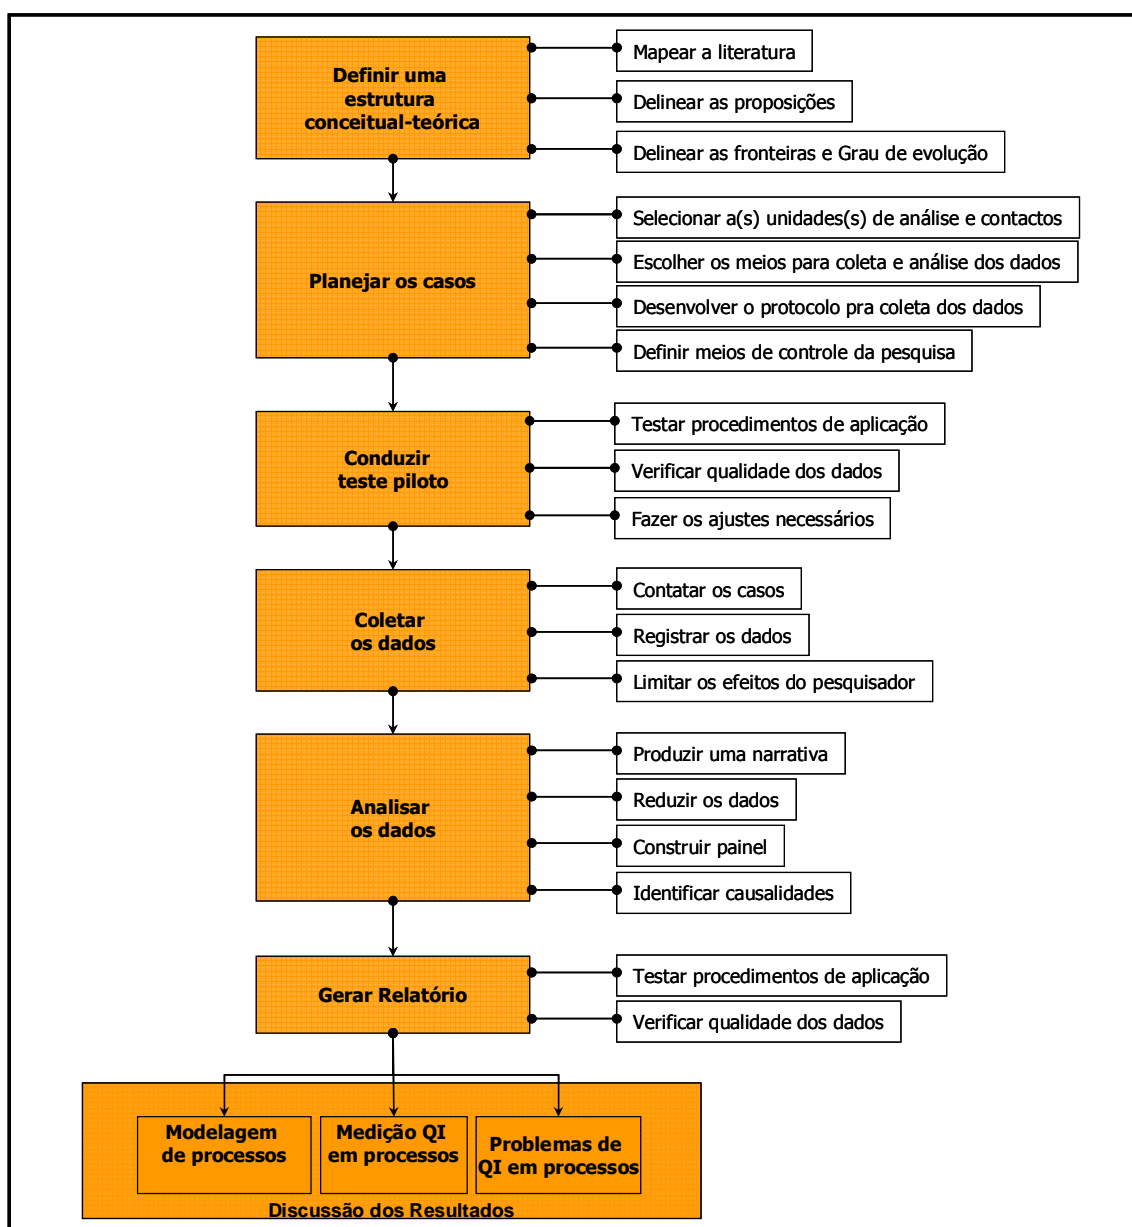 Definir uma
estrutura
conceitual-teórica
Mapear a literatura
Delinear as proposições
Delinear as fronteiras e Grau de evolução
Planejar os casos
Selecionar a(s) unidades(s) de análise e contactos
Escolher os meios para coleta e análise dos dados
Desenvolver o protocolo pra coleta dos dados
Definir meios de controle da pesquisa
Conduzir
teste piloto
Testar procedimentos de aplicação
Verificar qualidade dos dados
Fazer os ajustes necessários
Coletar
os dados
Contatar os casos
Registrar os dados
Limitar os efeitos do pesquisador
Analisar
os dados
Produzir uma narrativa
Reduzir os dados
Construir painel
Identificar causalidades
Gerar Relatório
Testar procedimentos de aplicação
Verificar qualidade dos dados
Modelagem
de processos
Medição QI
em processos
Problemas de
QI em processos
Discussão dos Resultados